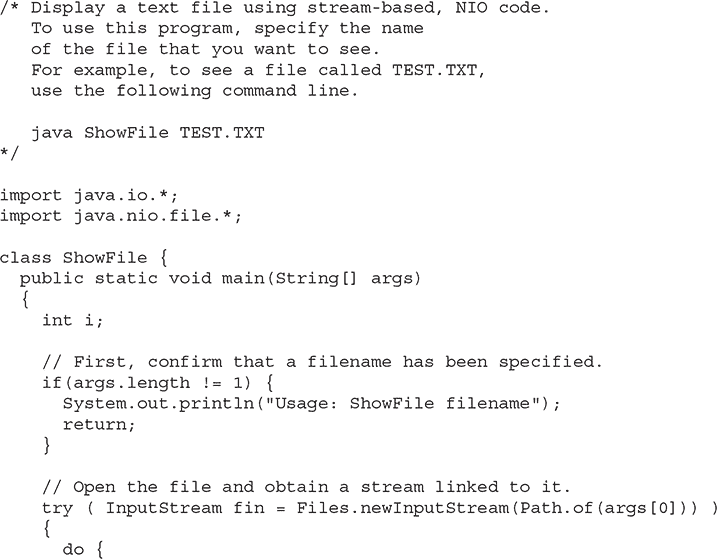 /* Display a text file using stream-based, NIO code.
   To use this program, specify the name
   of the file that you want to see.
   For example, to see a file called TEST.TXT,
   use the following command line.

   java ShowFile TEST.TXT
*/

import java.io.*;
import java.nio.file.*;

class ShowFile {
  public static void main(String[] args)
  {
    int i;

    // First, confirm that a filename has been specified.
    if(args.length != 1) {
      System.out.println("Usage: ShowFile filename");
      return;
    }

    // Open the file and obtain a stream linked to it.
    try ( InputStream fin = Files.newInputStream(Path.of(args[0])) )
    {
      do {